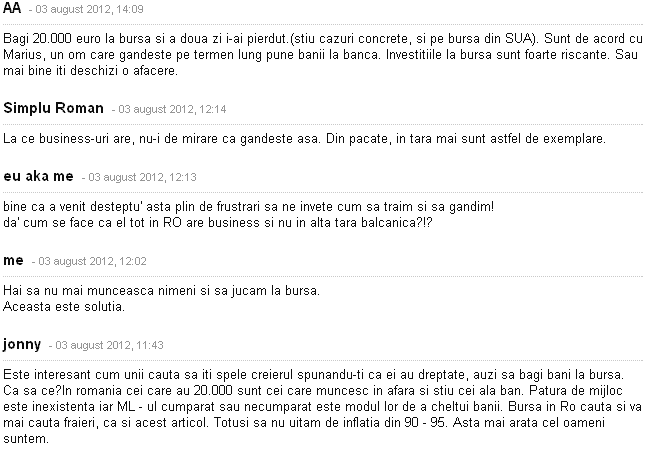 AA - 03 august 2012, 14:09
Bagi 20.000 euro la bursa si a doua zi i-ai pierdut.(stiu cazuri concrete, si pe bursa din SUA). Sunt de acord cu
Marius, un om care gandeste pe termen lung pune banii la banca. Investitiile la bursa sunt foarte riscante. Sau
mai bine iti deschizi o afacere.
Simplu Roman - 03 august 2012, 12:14
La ce business-uri are, nu-i de mirare ca gandeste asa. Din pacate, in tara mai sunt astfel de exemplare.
eu aka me - 03 august 2012, 12:13
bine ca a venit desteptu' asta plin de frustrari sa ne invete cum sa traim si sa gandim!
da' cum se face ca el tot in RO are business si nu in alta tara balcanica?!?
me - 03 august 2012, 12:02
Hai sa nu mai munceasca nimeni si sa jucam la bursa.
Aceasta este solutia.
jonny - 03 august 2012, 11:43
Este interesant cum unii cauta sa iti spele creierul spunandu-ti ca ei au dreptate, auzi sa bagi bani la bursa.
Ca sa ce?In romania cei care au 20.000 sunt cei care muncesc in afara si stiu cei ala ban. Patura de mijloc
este inexistenta iar ML - ul cumparat sau necumparat este modul lor de a cheltui banii. Bursa in Ro cauta si va
mai cauta fraieri, ca si acest articol. Totusi sa nu uitam de inflatia din 90 - 95. Asta mai arata cel oameni
suntem.